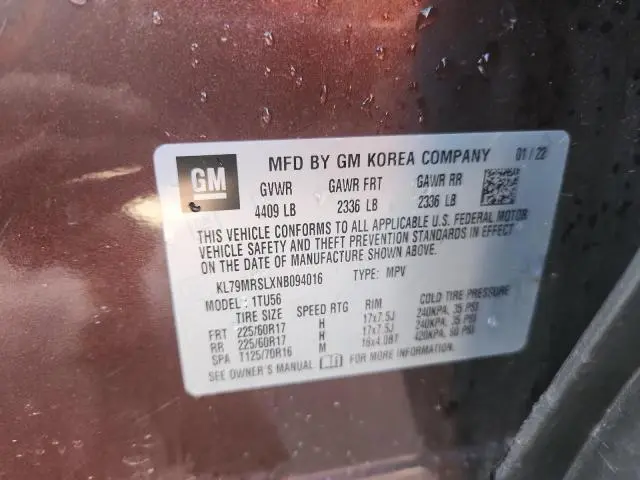 GM
MFD BY GM KOREA COMPANY 01/22
GVWR GAWR FRT GAWR RR
4409 LB 2336 LB 2336 LB
THIS VEHICLE CONFORMS TO ALL APPLICABLE U.S. FEDERAL MOTOR
VEHICLE SAFETY AND THEFT PREVENTION STANDARDS IN EFFECT
ON THE DATE OF MANUFACTURE SHOWN ABOVE.
KL79MRSLXNB094016 TYPE: MPV
MODEL: 1TU56
TIRE SIZE SPEED RTG RIM COLD TIRE PRESSURE
FRT 225/60R17 H 17x7.5J 240KPA, 35 PSI
RR 225/60R17 H 17x7.5J 240KPA, 35 PSI
SPA T125/70R16 M 16x4.0BT 420KPA, 60 PSI
SEE OWNER'S MANUAL FOR MORE INFORMATION.